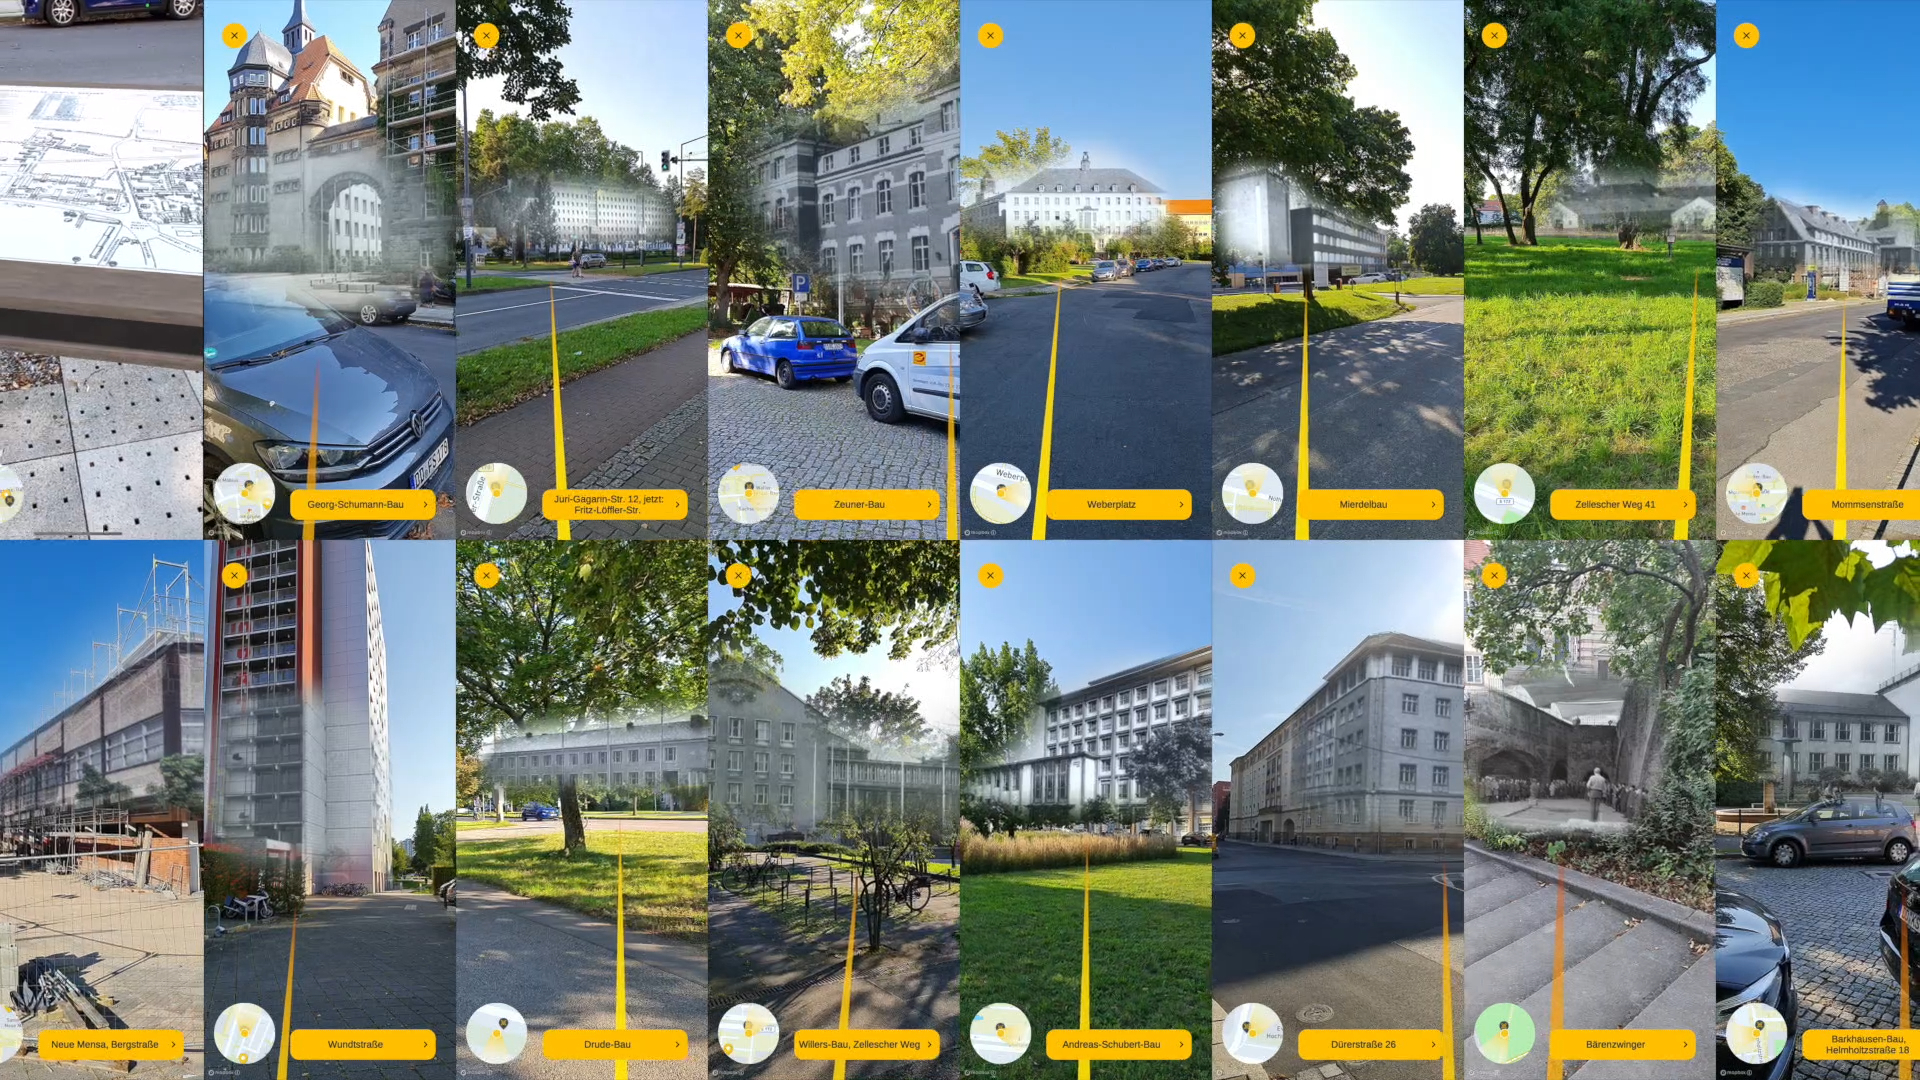 Georg-Schumann-Bau
Juri-Gagarin-Str. 12, jetzt:
Fritz-Löffler-Str.
Zeuner-Bau
Weberplatz
Mierdelbau
Zellescher Weg 41
Mommsenstraße
Neue Mensa, Bergstraße
Wundtstraße
Drude-Bau
Willers-Bau, Zellescher Weg
Andreas-Schubert-Bau
Dürerstraße 26
Bärenzwinger
Barkhausen-Bau,
Helmholtzstraße 18